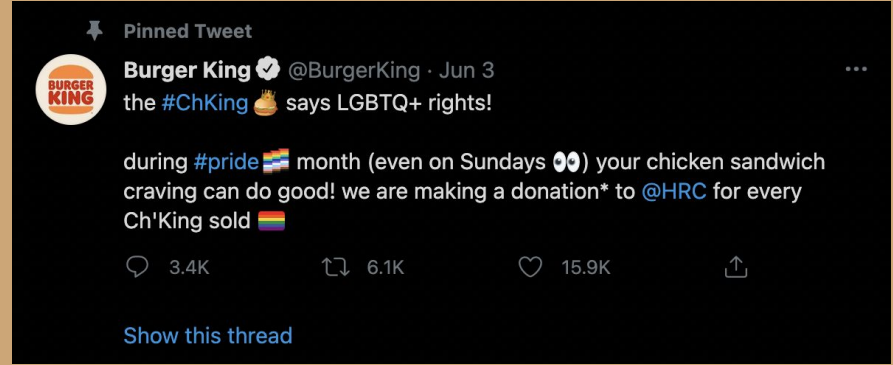 Pinned Tweet
BURGER
KING
Burger King @BurgerKing · Jun 3
the #ChKing says LGBTQ+ rights!
during #pride 🏳️‍🌈 month (even on Sundays 👀) your chicken sandwich
craving can do good! we are making a donation* to @HRC for every
Ch'King sold 🏳️‍🌈
3.4K 6.1K 15.9K
Show this thread